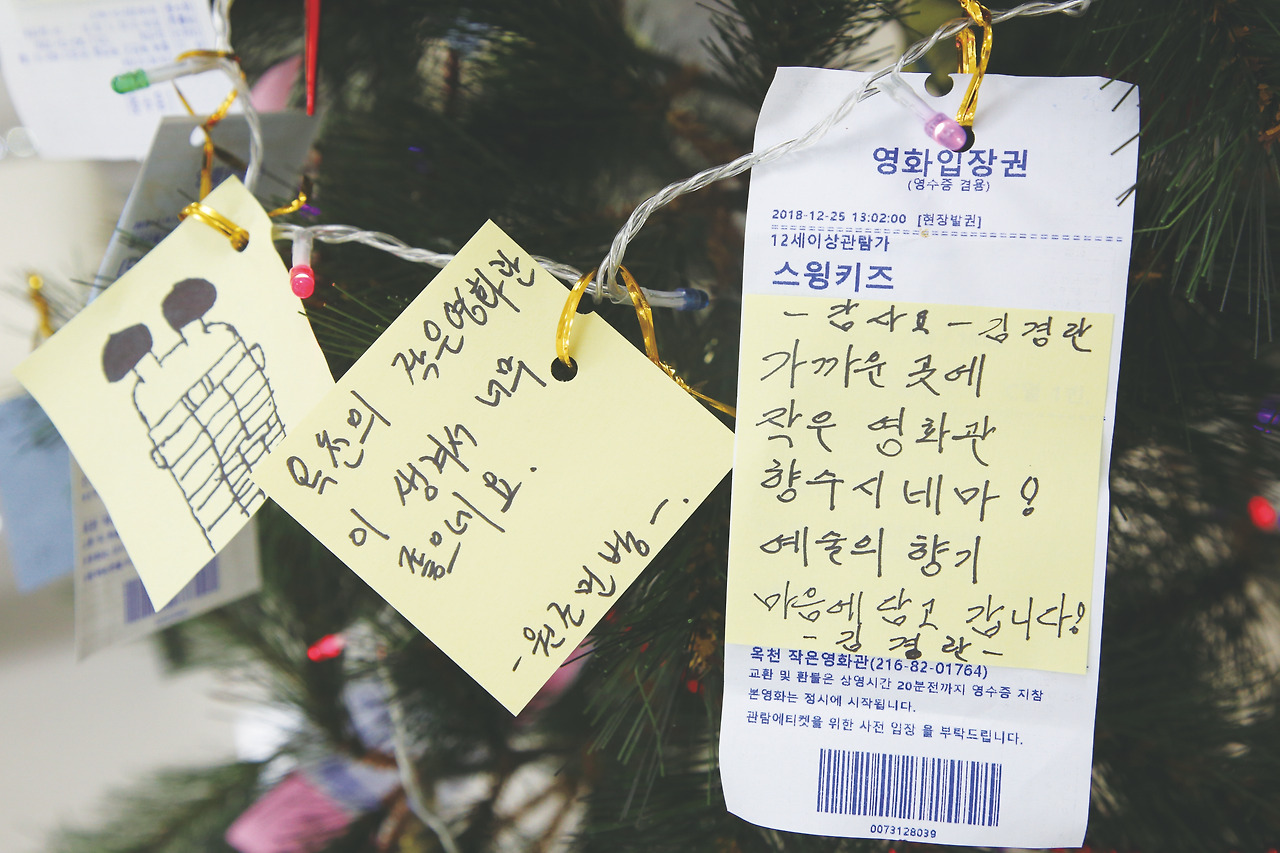 옥천의 작은영화관
이 생겨서 너무
좋은네요.
영화입장권
(영수증 겸용)
2018-12-25 13:02:00 [현장발권]
12세이상관람가
스윙키즈
- 감사요 - 김경란
가까운 곳에
작은 영화관
향수시네마!
예술의 향기
마음에 담고 갑니다!
- 김 경 란 -
옥천 작은영화관(216-82-01764)
교환 및 환불은 상영시간 20분전까지 영수증 지참
본영화는 정시에 시작됩니다.
관람에티켓을 위한 사전 입장 을 부탁드립니다.
0073128039